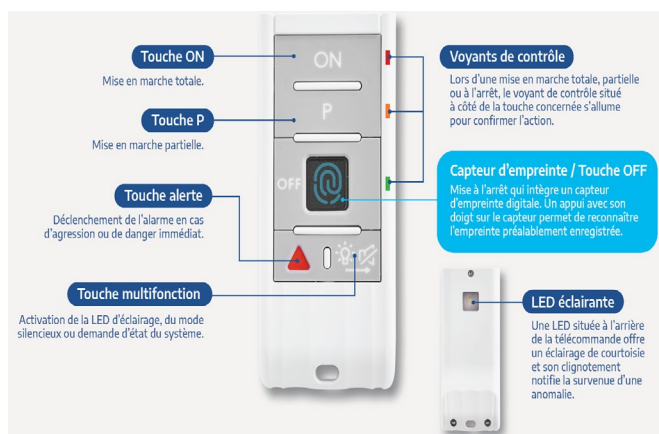 Touche ON
Mise en marche totale.
Touche P
Mise en marche partielle.
Touche alerte
Déclenchement de l'alarme en cas
d'agression ou de danger immédiat.
Touche multifonction
Activation de la LED d'éclairage, du mode
silencieux ou demande d'état du système.
ON
P
OFF
Voyants de contrôle
Lors d'une mise en marche totale, partielle
ou à l'arrêt, le voyant de contrôle situé
à côté de la touche concernée s'allume
pour confirmer l'action.
Capteur d'empreinte / Touche OFF
Mise à l'arrêt qui intègre un capteur
d'empreinte digitale. Un appui avec son
doigt sur le capteur permet de reconnaître
l'empreinte préalablement enregistrée.
LED éclairante
Une LED située à l'arrière
de la télécommande offre
un éclairage de courtoisie
et son clignotement
notifie la survenue d'une
anomalie.